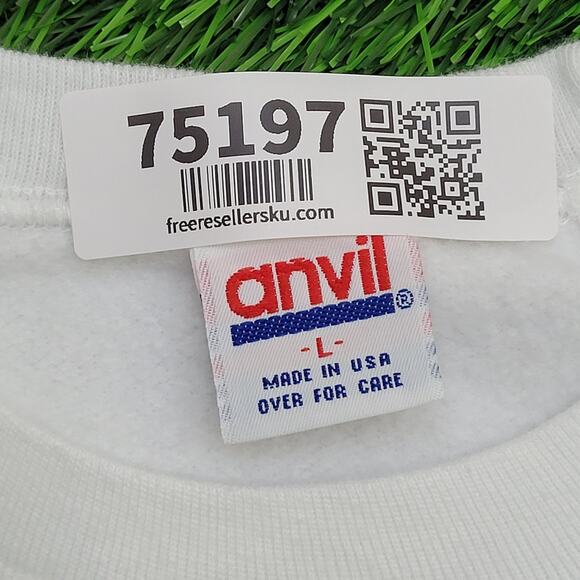 75197
freeresellersku.com
anvil®
-L-
MADE IN USA
OVER FOR CARE